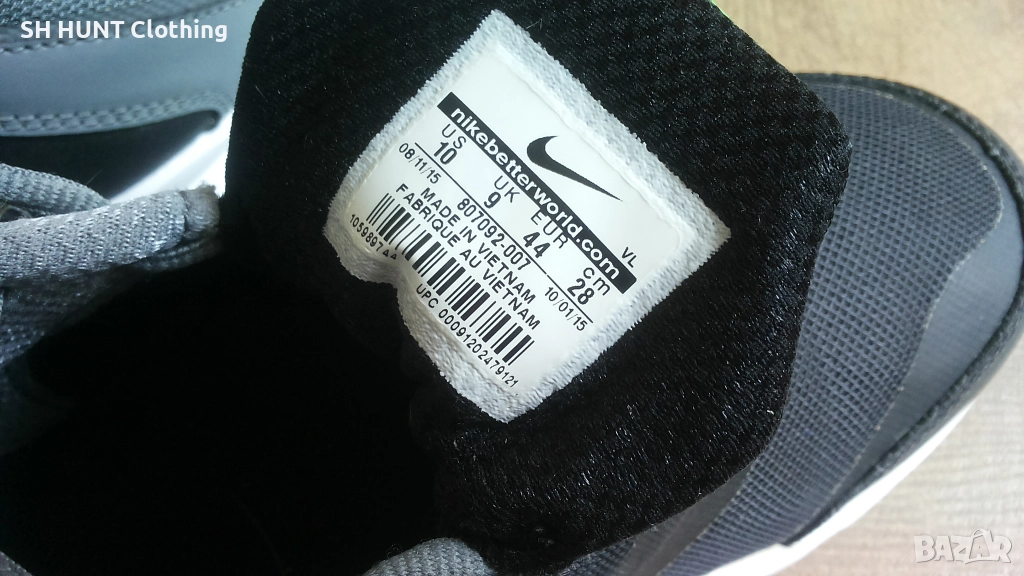 SH HUNT Clothing
nikebetterworld.com
US UK EUR cm
10 9 44 28
08/11/15 807092-007 10/01/15
VL
MADE IN VIETNAM
FABRIQUE AU VIETNAM
UPC 00091202479121
BAZAR